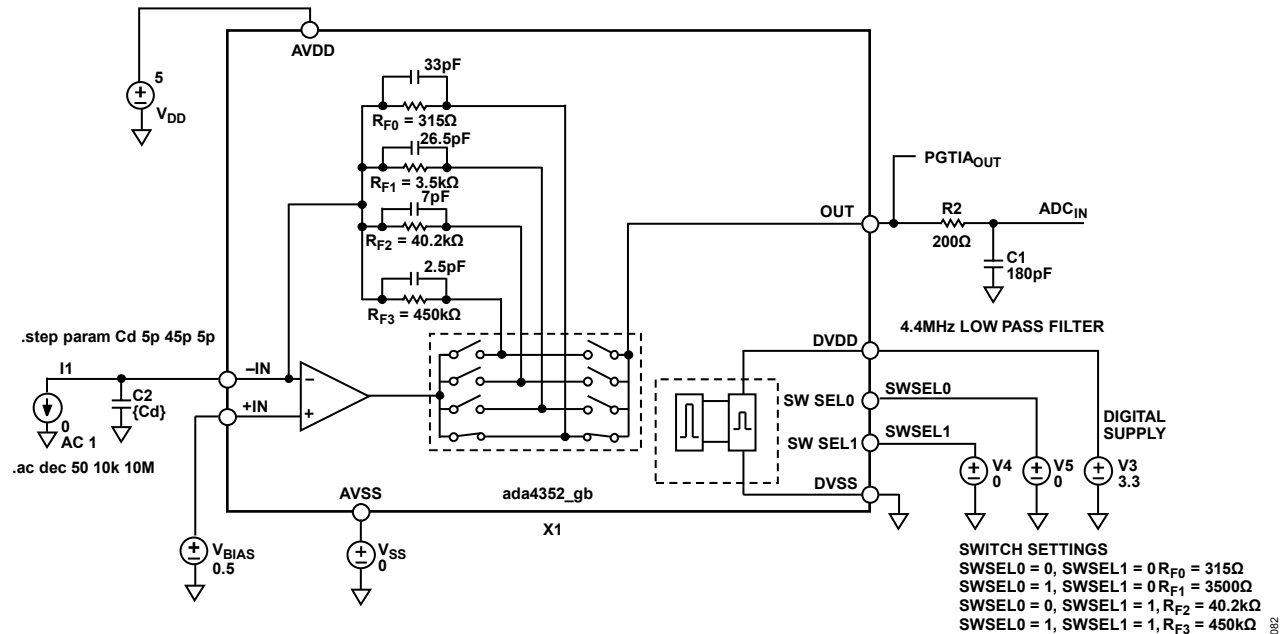 AVDD
5
VDD
33pF
RF0 = 315Ω
26.5pF
RF1 = 3.5kΩ
7pF
RF2 = 40.2kΩ
2.5pF
RF3 = 450kΩ
PGTIAOUT
OUT
R2
200Ω
ADCIN
C1
180pF
4.4MHz LOW PASS FILTER
.step param Cd 5p 45p 5p
I1
0
AC 1
C2
{Cd}
.ac dec 50 10k 10M
–IN
+IN
−
+
DVDD
SW SEL0
SWSEL0
SW SEL1
SWSEL1
DVSS
DIGITAL
SUPPLY
V4
0
V5
0
V3
3.3
AVSS
ada4352_gb
X1
VBIAS
0.5
VSS
0
SWITCH SETTINGS
SWSEL0 = 0, SWSEL1 = 0 RF0 = 315Ω
SWSEL0 = 1, SWSEL1 = 0 RF1 = 3500Ω
SWSEL0 = 0, SWSEL1 = 1, RF2 = 40.2kΩ
SWSEL0 = 1, SWSEL1 = 1, RF3 = 450kΩ
082